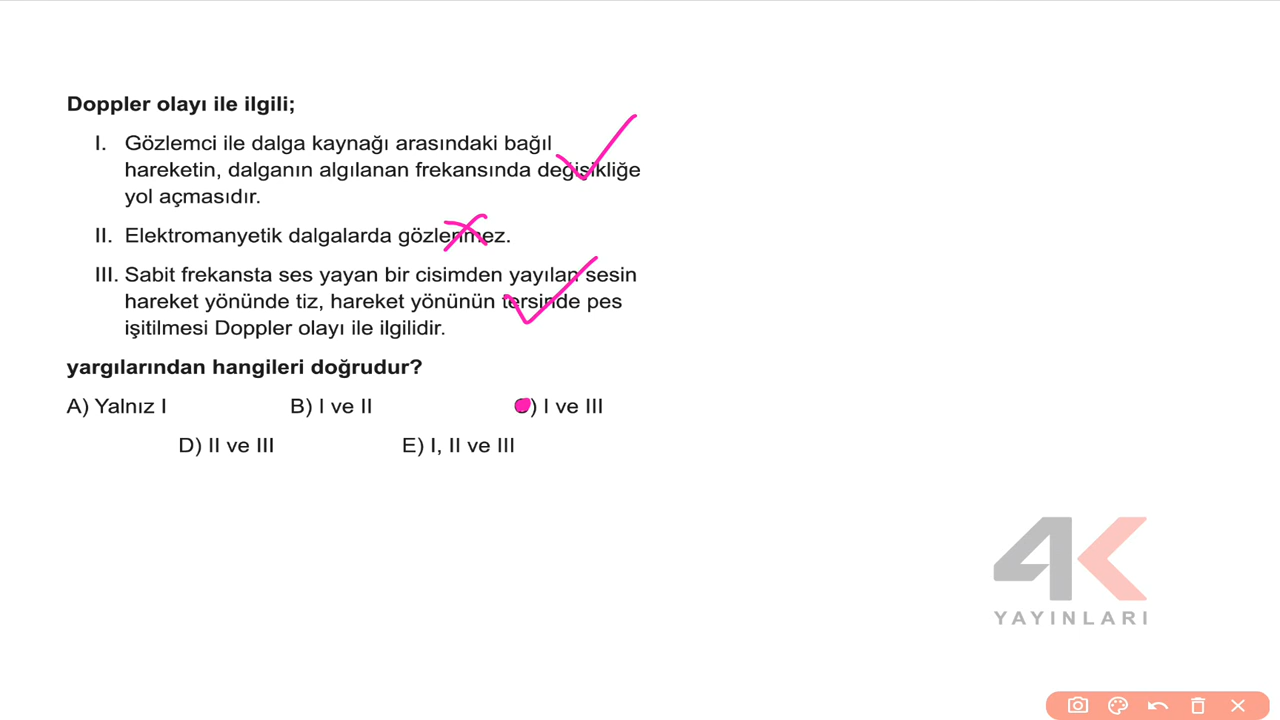 Doppler olayı ile ilgili;
I. Gözlemci ile dalga kaynağı arasındaki bağıl
hareketin, dalganın algılanan frekansında değişikliğe
yol açmasıdır.
II. Elektromanyetik dalgalarda gözlenmez.
III. Sabit frekansta ses yayan bir cisimden yayılan sesin
hareket yönünde tiz, hareket yönünün tersinde pes
işitilmesi Doppler olayı ile ilgilidir.
yargılarından hangileri doğrudur?
A) Yalnız I B) I ve II C) I ve III
D) II ve III E) I, II ve III
4K
YAYINLARI